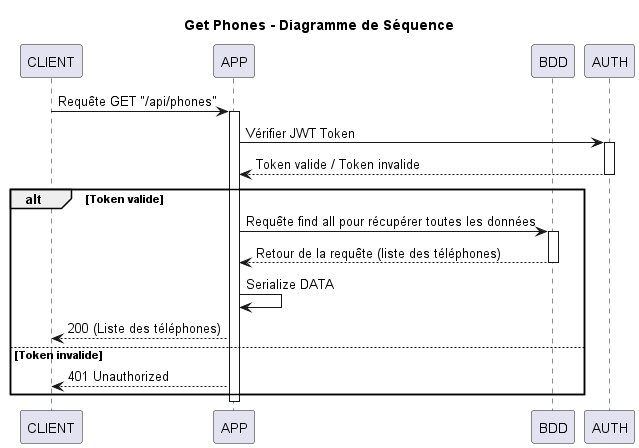 Get Phones - Diagramme de Séquence
CLIENT APP BDD AUTH
Requête GET "/api/phones"
Vérifier JWT Token
Token valide / Token invalide
alt [Token valide]
Requête find all pour récupérer toutes les données
Retour de la requête (liste des téléphones)
Serialize DATA
200 (Liste des téléphones)
[Token invalide]
401 Unauthorized
CLIENT APP BDD AUTH